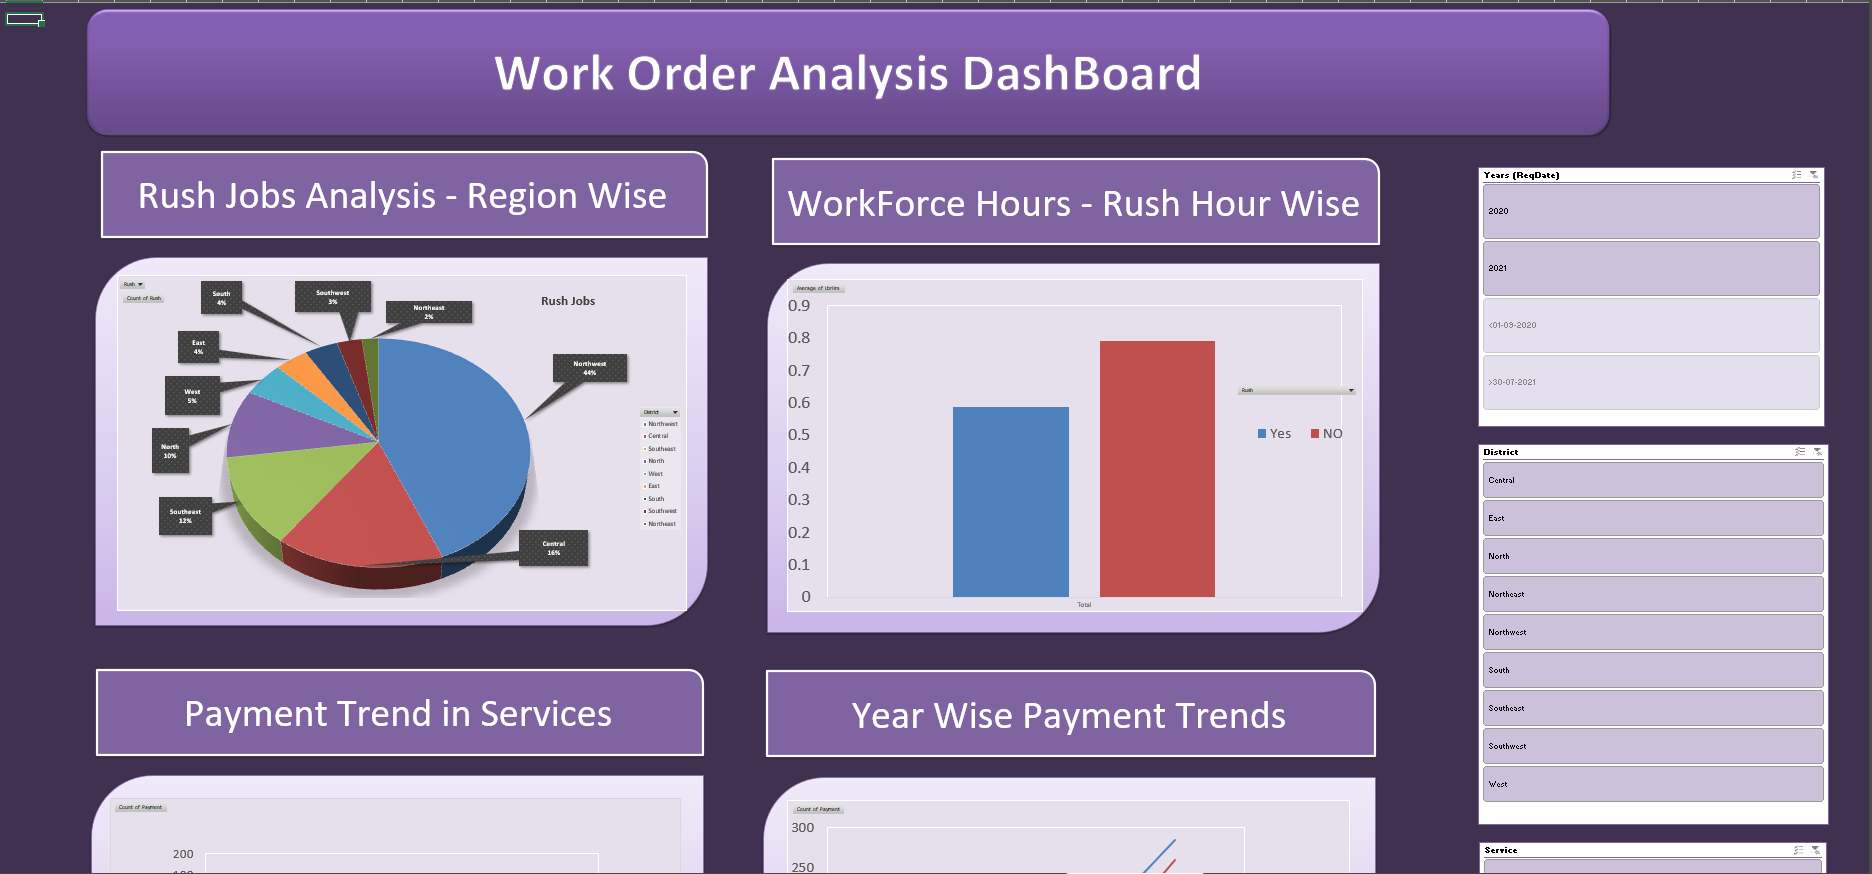 Work Order Analysis DashBoard
Rush Jobs Analysis - Region Wise
Rush
Count of Rush
Rush Jobs
South
4%
Southwest
3%
Northeast
2%
East
4%
Northwest
44%
West
5%
North
10%
Southeast
12%
Central
16%
District
Northwest
Central
Southeast
North
West
East
South
Southwest
Northeast
WorkForce Hours - Rush Hour Wise
0.9
0.8
0.7
0.6
0.5
0.4
0.3
0.2
0.1
0
Total
Rush
Yes
NO
Years (ReqDate)
2020
2021
<01-09-2020
>30-07-2021
District
Central
East
North
Northeast
Northwest
South
Southeast
Southwest
West
Service
Payment Trend in Services
Count of Payment
200
Year Wise Payment Trends
Count of Payment
300
250